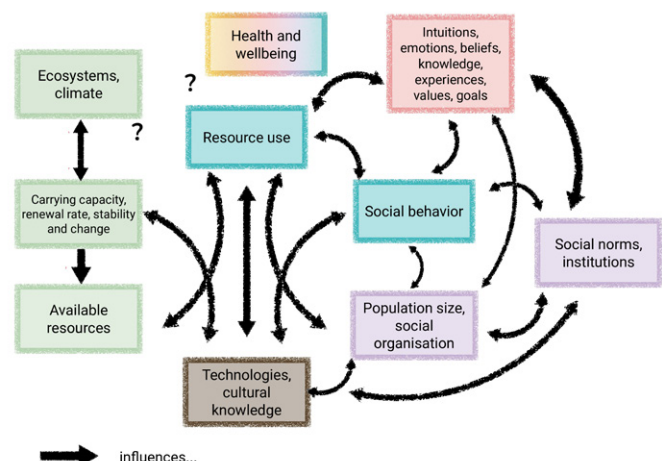 Health and
wellbeing
Intuitions,
emotions, beliefs,
knowledge,
experiences,
values, goals
Ecosystems,
climate
?
?
Resource use
Carrying capacity,
renewal rate, stability
and change
Social behavior
Social norms,
institutions
Available
resources
Population size,
social
organisation
Technologies,
cultural
knowledge
influences...